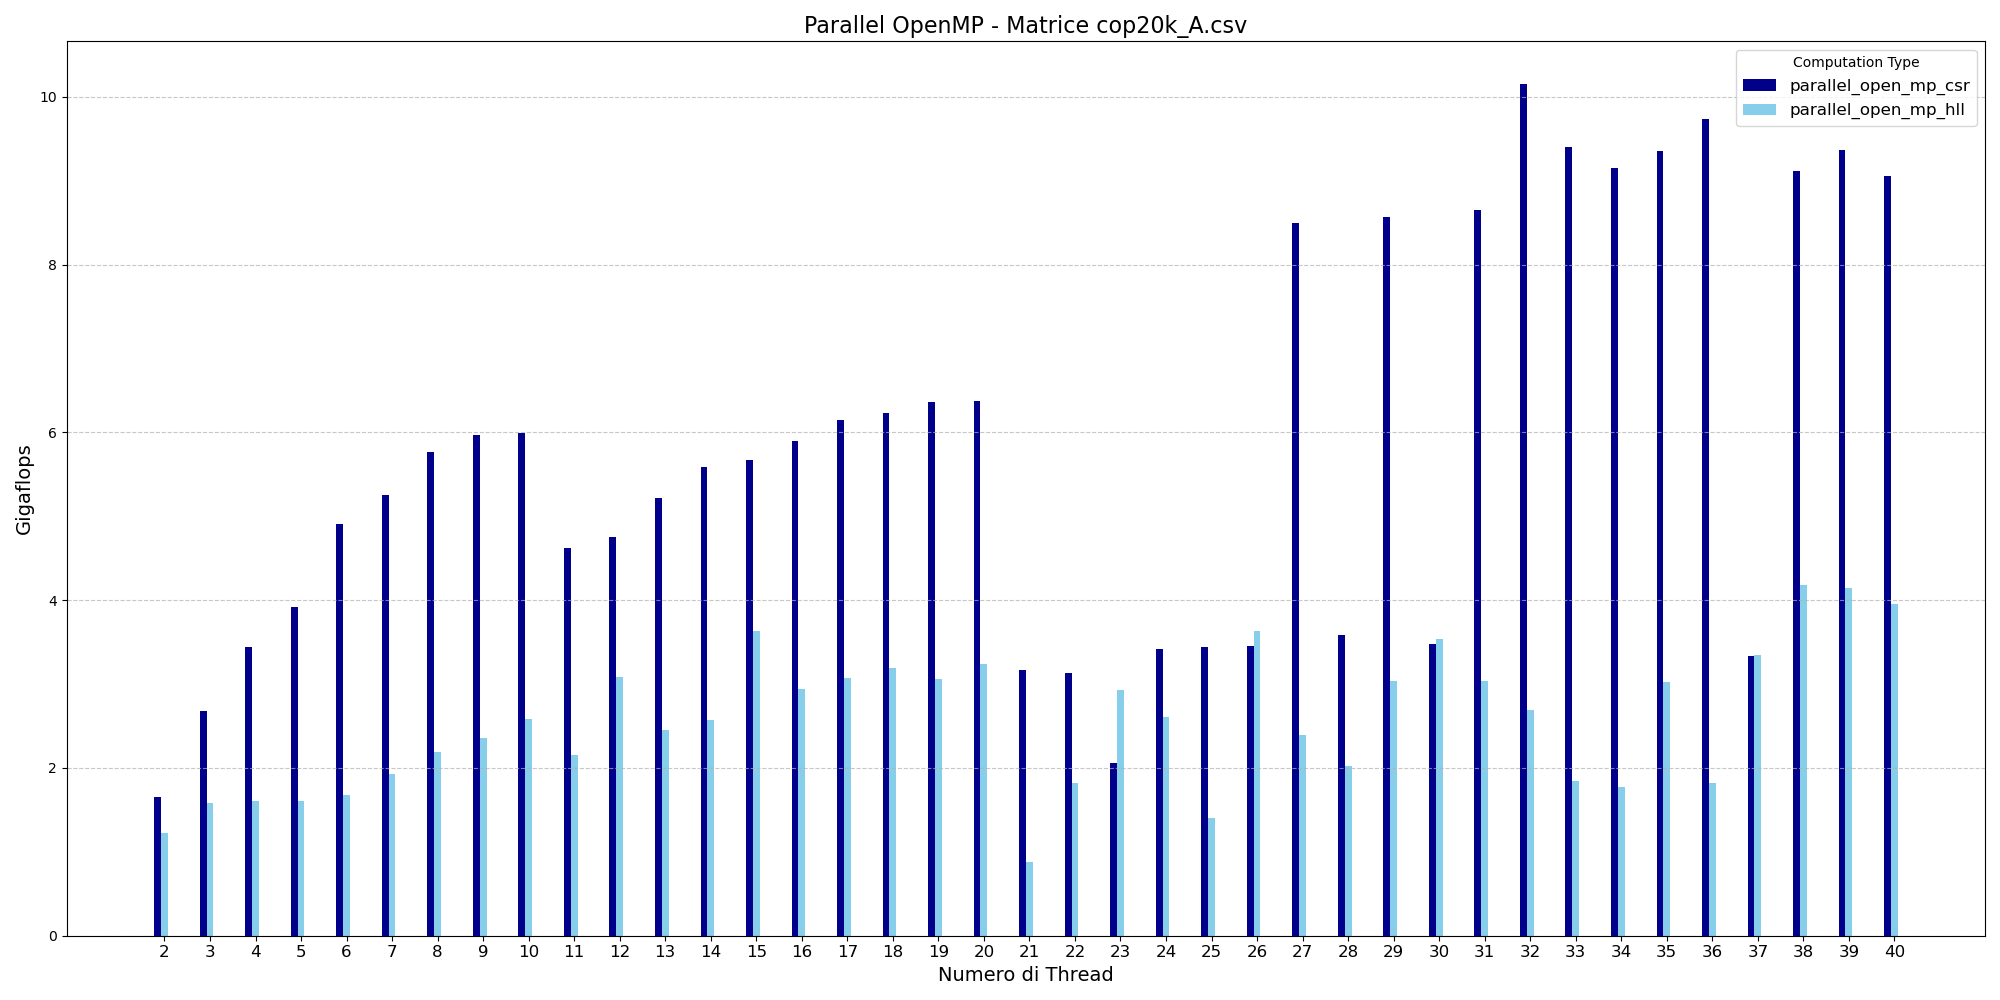 Parallel OpenMP - Matrice cop20k_A.csv
Computation Type
parallel_open_mp_csr
parallel_open_mp_hll
Gigaflops
10
8
6
4
2
0
2 3 4 5 6 7 8 9 10 11 12 13 14 15 16 17 18 19 20 21 22 23 24 25 26 27 28 29 30 31 32 33 34 35 36 37 38 39 40
Numero di Thread